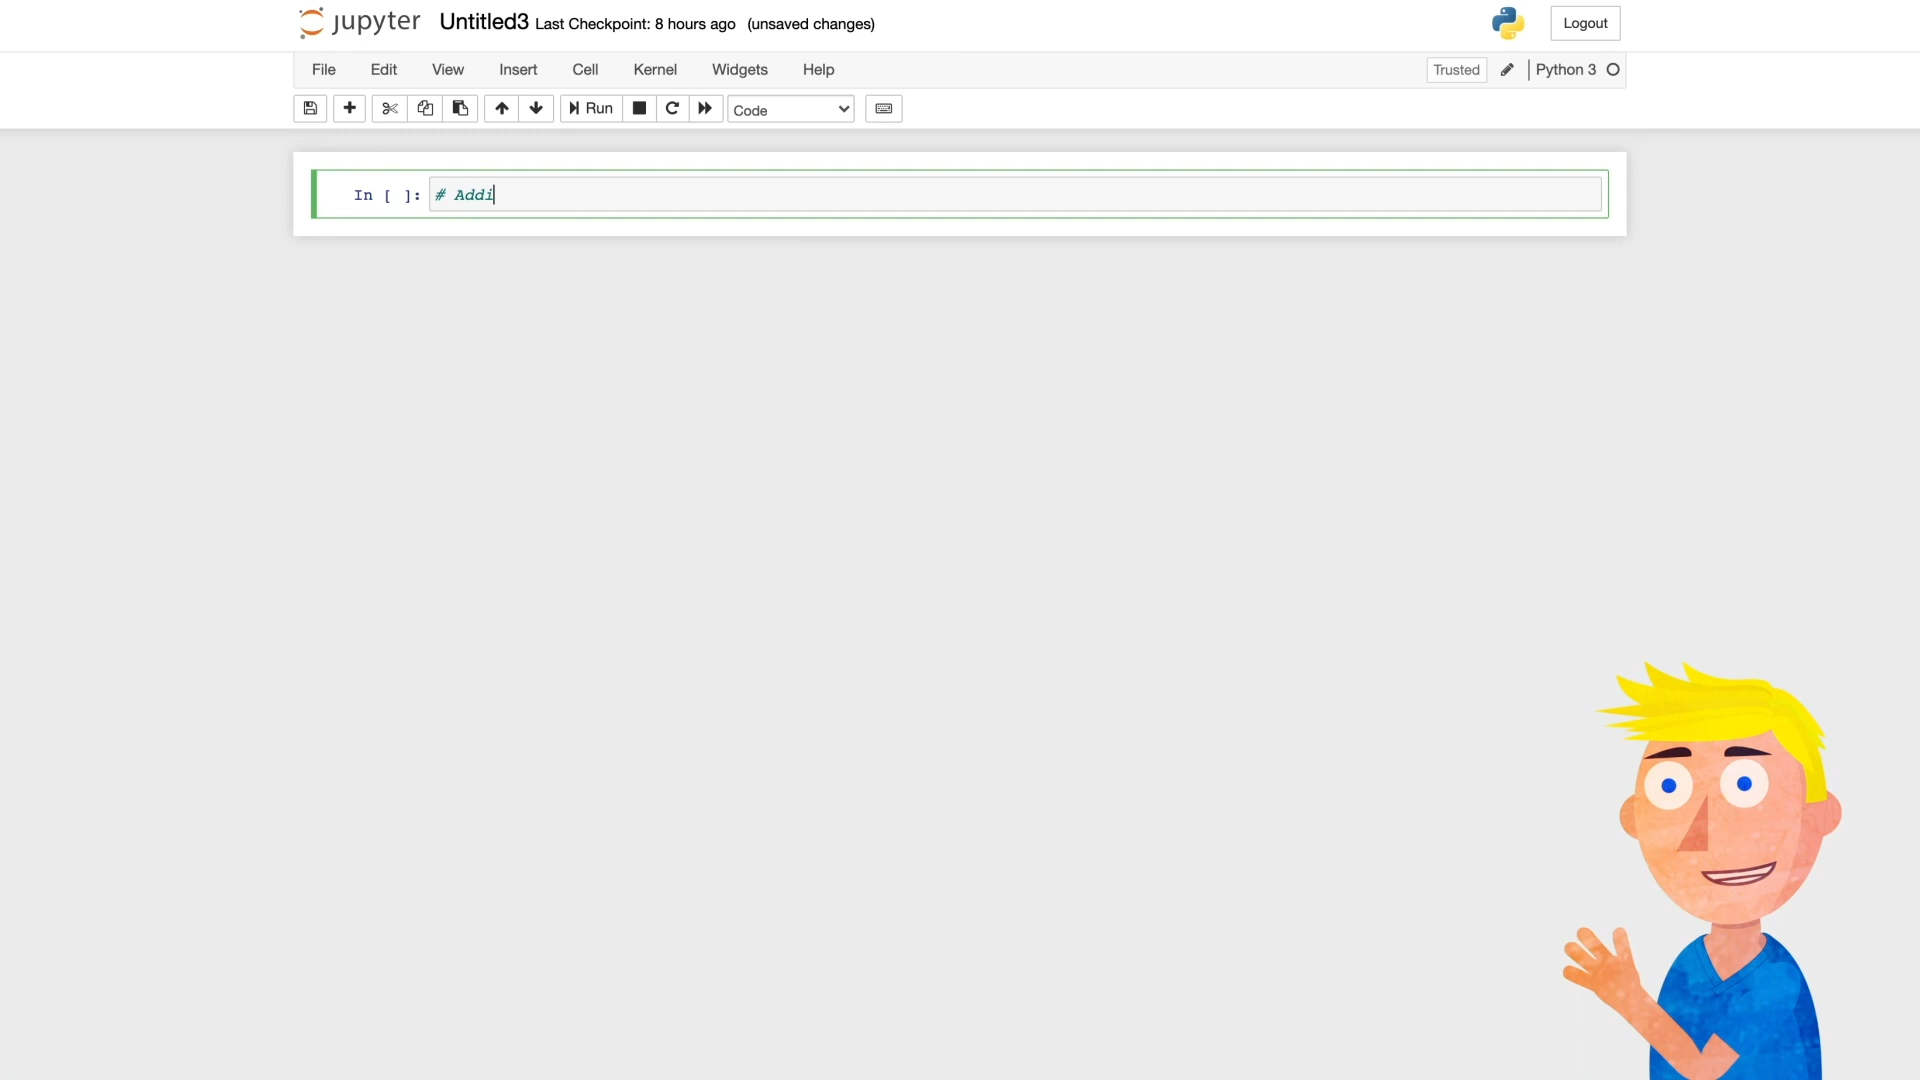 jupyter Untitled3 Last Checkpoint: 8 hours ago (unsaved changes) Logout
File Edit View Insert Cell Kernel Widgets Help Trusted Python 3
Run Code
In [ ]: # Addi